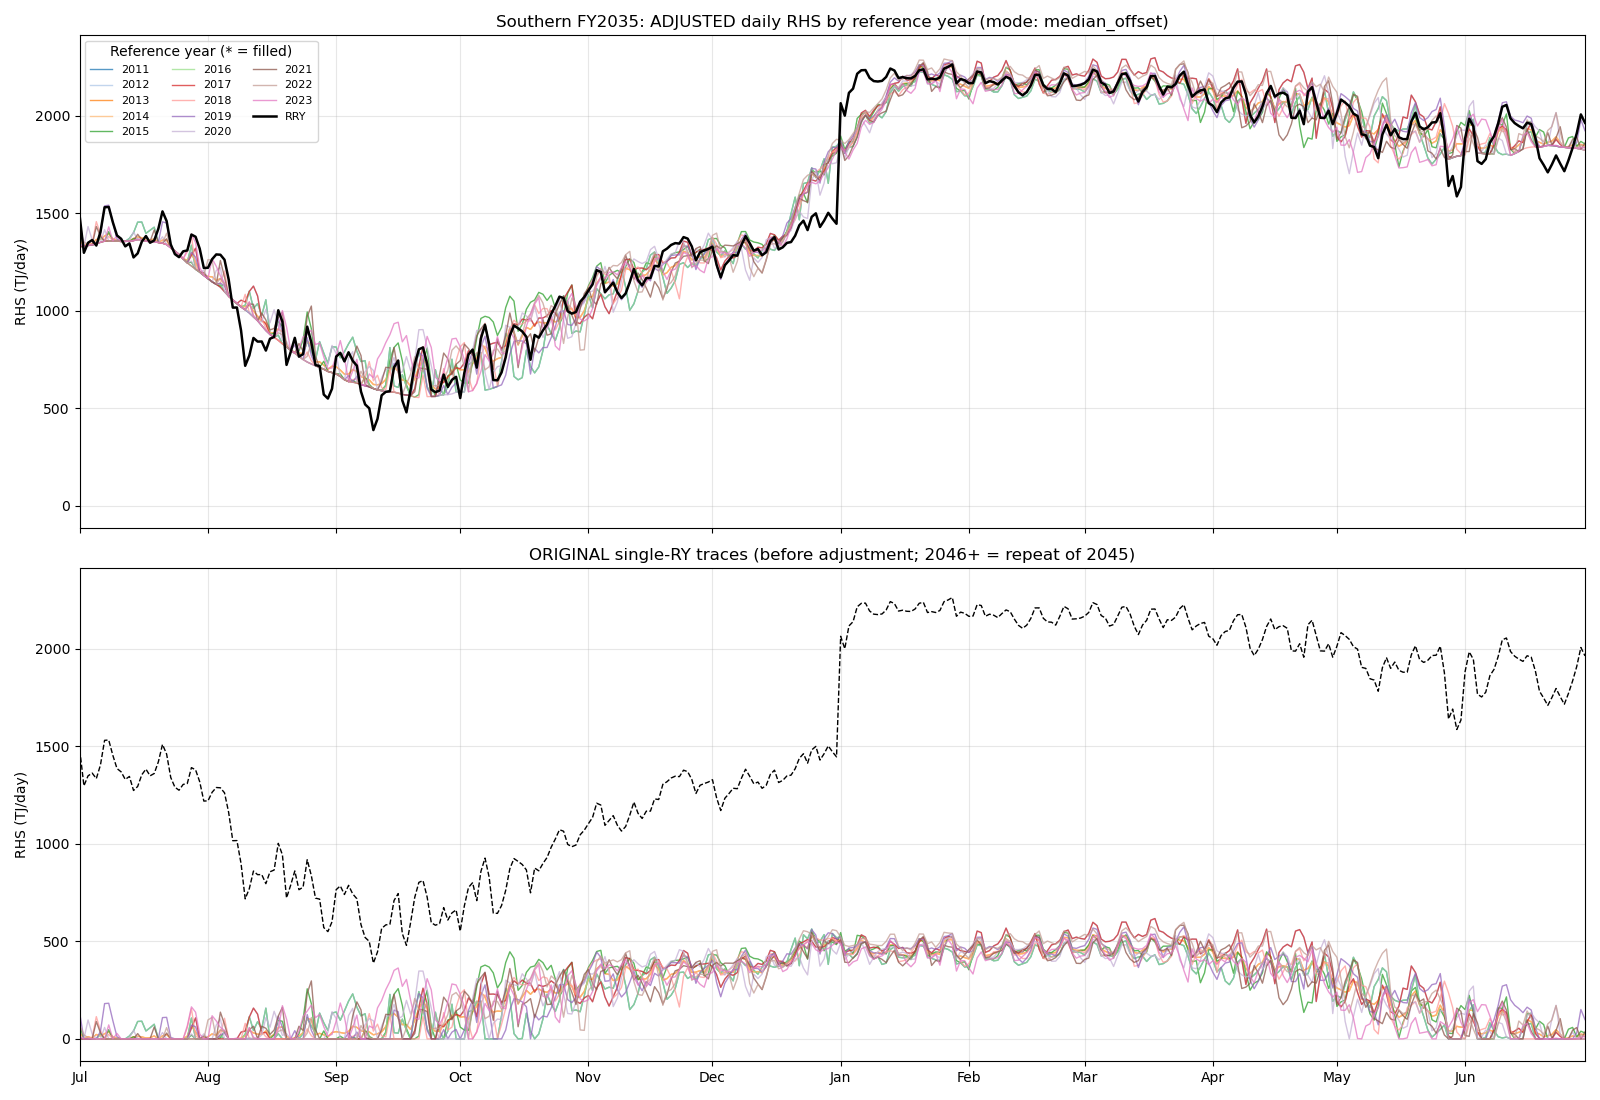 Southern FY2035: ADJUSTED daily RHS by reference year (mode: median_offset)
RHS (TJ/day)
2000
1500
1000
500
0
Reference year (* = filled)
2011 2016 2021
2012 2017 2022
2013 2018 2023
2014 2019 RRY
2015 2020
ORIGINAL single-RY traces (before adjustment; 2046+ = repeat of 2045)
RHS (TJ/day)
2000
1500
1000
500
0
Jul Aug Sep Oct Nov Dec Jan Feb Mar Apr May Jun